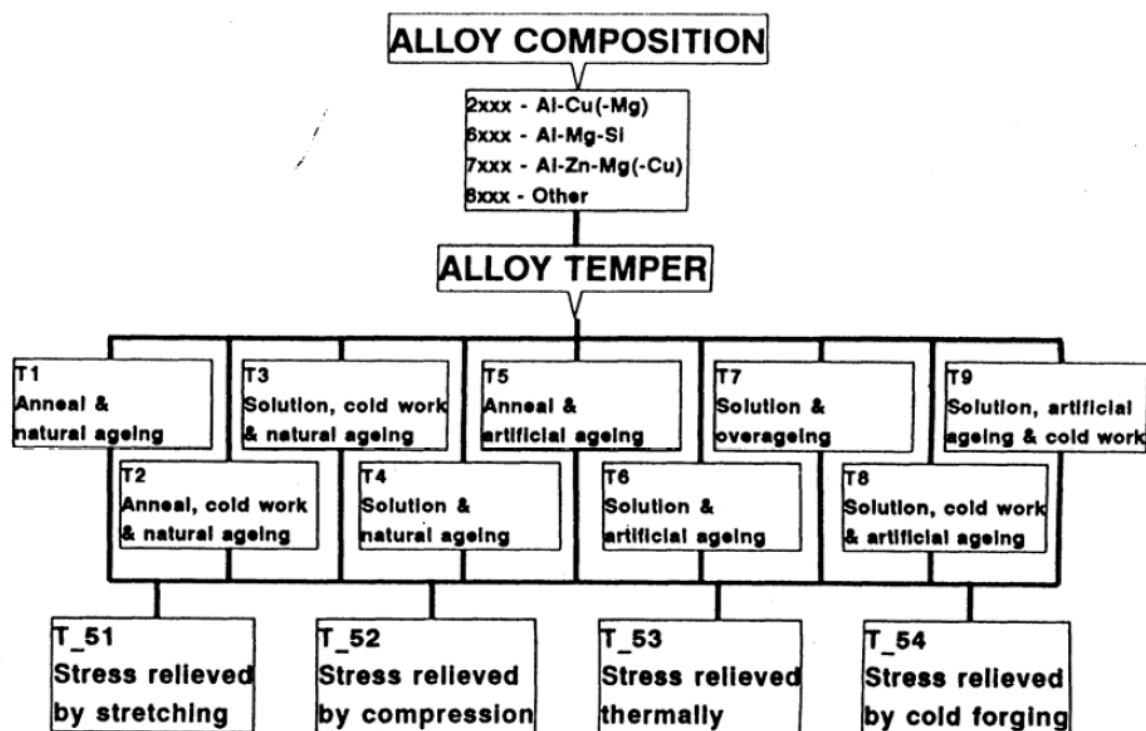 ALLOY COMPOSITION
2xxx - Al-Cu(-Mg)
6xxx - Al-Mg-Si
7xxx - Al-Zn-Mg(-Cu)
8xxx - Other
ALLOY TEMPER
T1
Anneal &
natural ageing
T3
Solution, cold work
& natural ageing
T5
Anneal &
artificial ageing
T7
Solution &
overageing
T9
Solution, artificial
ageing & cold work
T2
Anneal, cold work
& natural ageing
T4
Solution &
natural ageing
T6
Solution &
artificial ageing
T8
Solution, cold work
& artificial ageing
T_51
Stress relieved
by stretching
T_52
Stress relieved
by compression
T_53
Stress relieved
thermally
T_54
Stress relieved
by cold forging